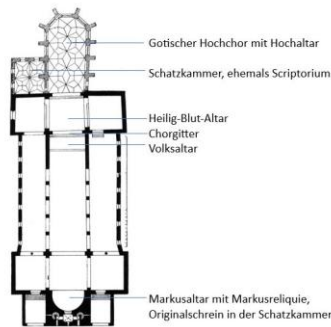 Gotischer Hochchor mit Hochaltar
Schatzkammer, ehemals Scriptorium
Heilig-Blut-Altar
Chorgitter
Volksaltar
Markusaltar mit Markusreliquie,
Originalschrein in der Schatzkammer